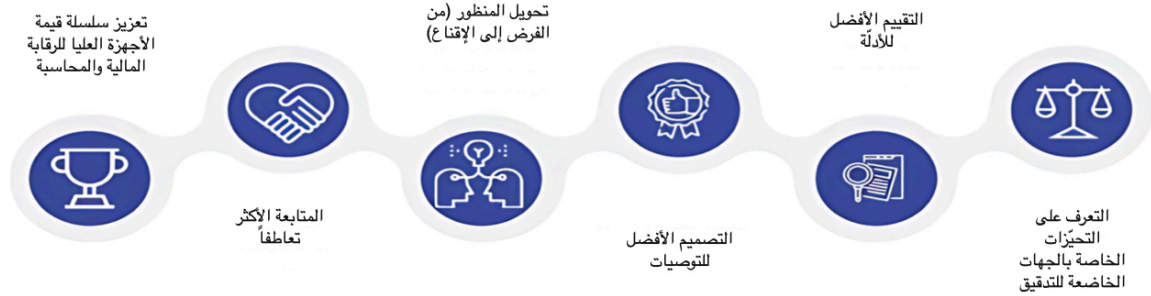 التعرف على
التحيّزات
الخاصة بالجهات
الخاضعة للتدقيق
التقييم الأفضل
للأدلّة
التصميم الأفضل
للتوصيات
تحويل المنظور (من
الفرض إلى الإقناع)
المتابعة الأكثر
تعاطفاً
تعزيز سلسلة قيمة
الأجهزة العليا للرقابة
المالية والمحاسبة